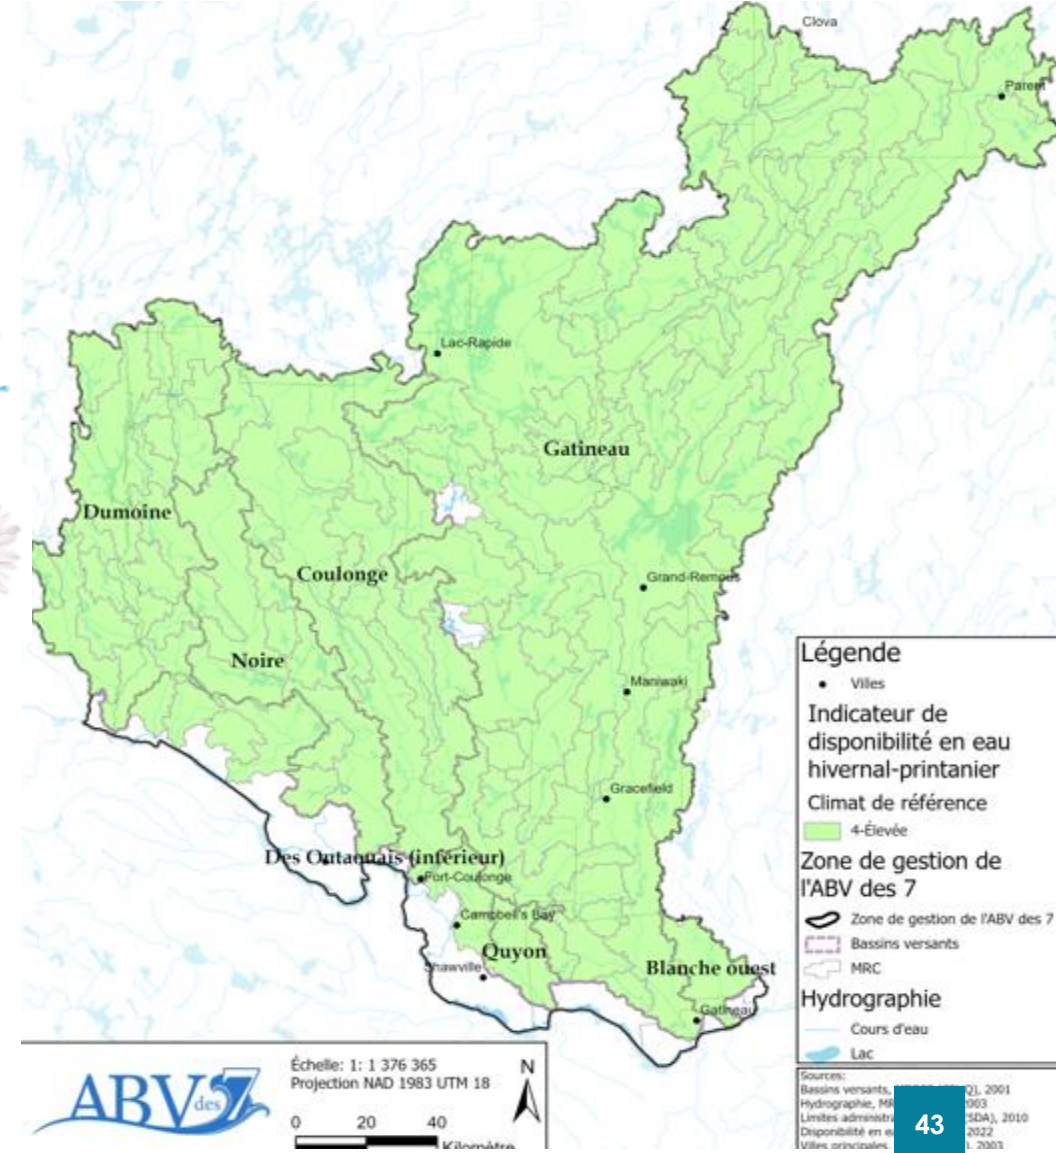 Clova
Parent
Lac-Rapide
Gatineau
Dumoine
Coulonge
Grand-Remous
Noire
Maniwaki
Gracefield
Des Outaouais (inférieur)
Fort-Coulonge
Campbell's Bay
Quyon
Shawville
Blanche ouest
Gatineau
Légende
Villes
Indicateur de
disponibilité en eau
hivernal-printanier
Climat de référence
4-Élevée
Zone de gestion de
l'ABV des 7
Zone de gestion de l'ABV des 7
Bassins versants
MRC
Hydrographie
Cours d'eau
Lac
ABV des 7
Échelle: 1: 1 376 365
Projection NAD 1983 UTM 18
N
0 20 40
Kilomètre
Sources:
Bassins versants, 2001
Hydrographie, 2003
Limites (SDA), 2010
Disponibilité en 2022
Villes principales 2003
43